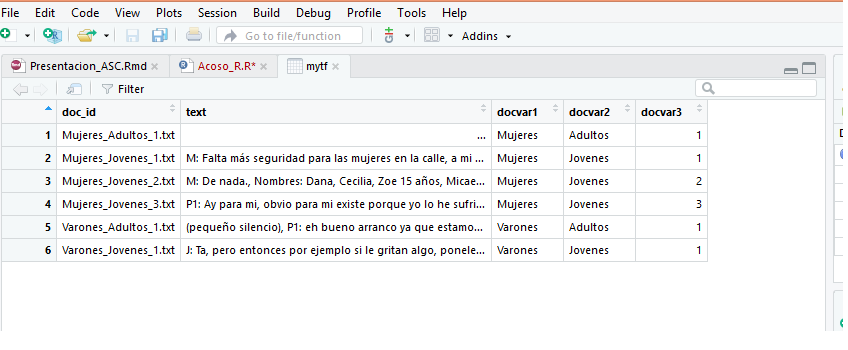 File Edit Code View Plots Session Build Debug Profile Tools Help
Go to file/function Addins
Presentacion_ASC.Rmd Acoso_R.R* mytf
Filter
doc_id text docvar1 docvar2 docvar3
1 Mujeres_Adultos_1.txt ... Mujeres Adultos 1
2 Mujeres_Jovenes_1.txt M: Falta más seguridad para las mujeres en la calle, a mi ... Mujeres Jovenes 1
3 Mujeres_Jovenes_2.txt M: De nada., Nombres: Dana, Cecilia, Zoe 15 años, Micae... Mujeres Jovenes 2
4 Mujeres_Jovenes_3.txt P1: Ay para mi, obvio para mi existe porque yo lo he sufri... Mujeres Jovenes 3
5 Varones_Adultos_1.txt (pequeño silencio), P1: eh bueno arranco ya que estamo... Varones Adultos 1
6 Varones_Jovenes_1.txt J: Ta, pero entonces por ejemplo si le gritan algo, ponele... Varones Jovenes 1